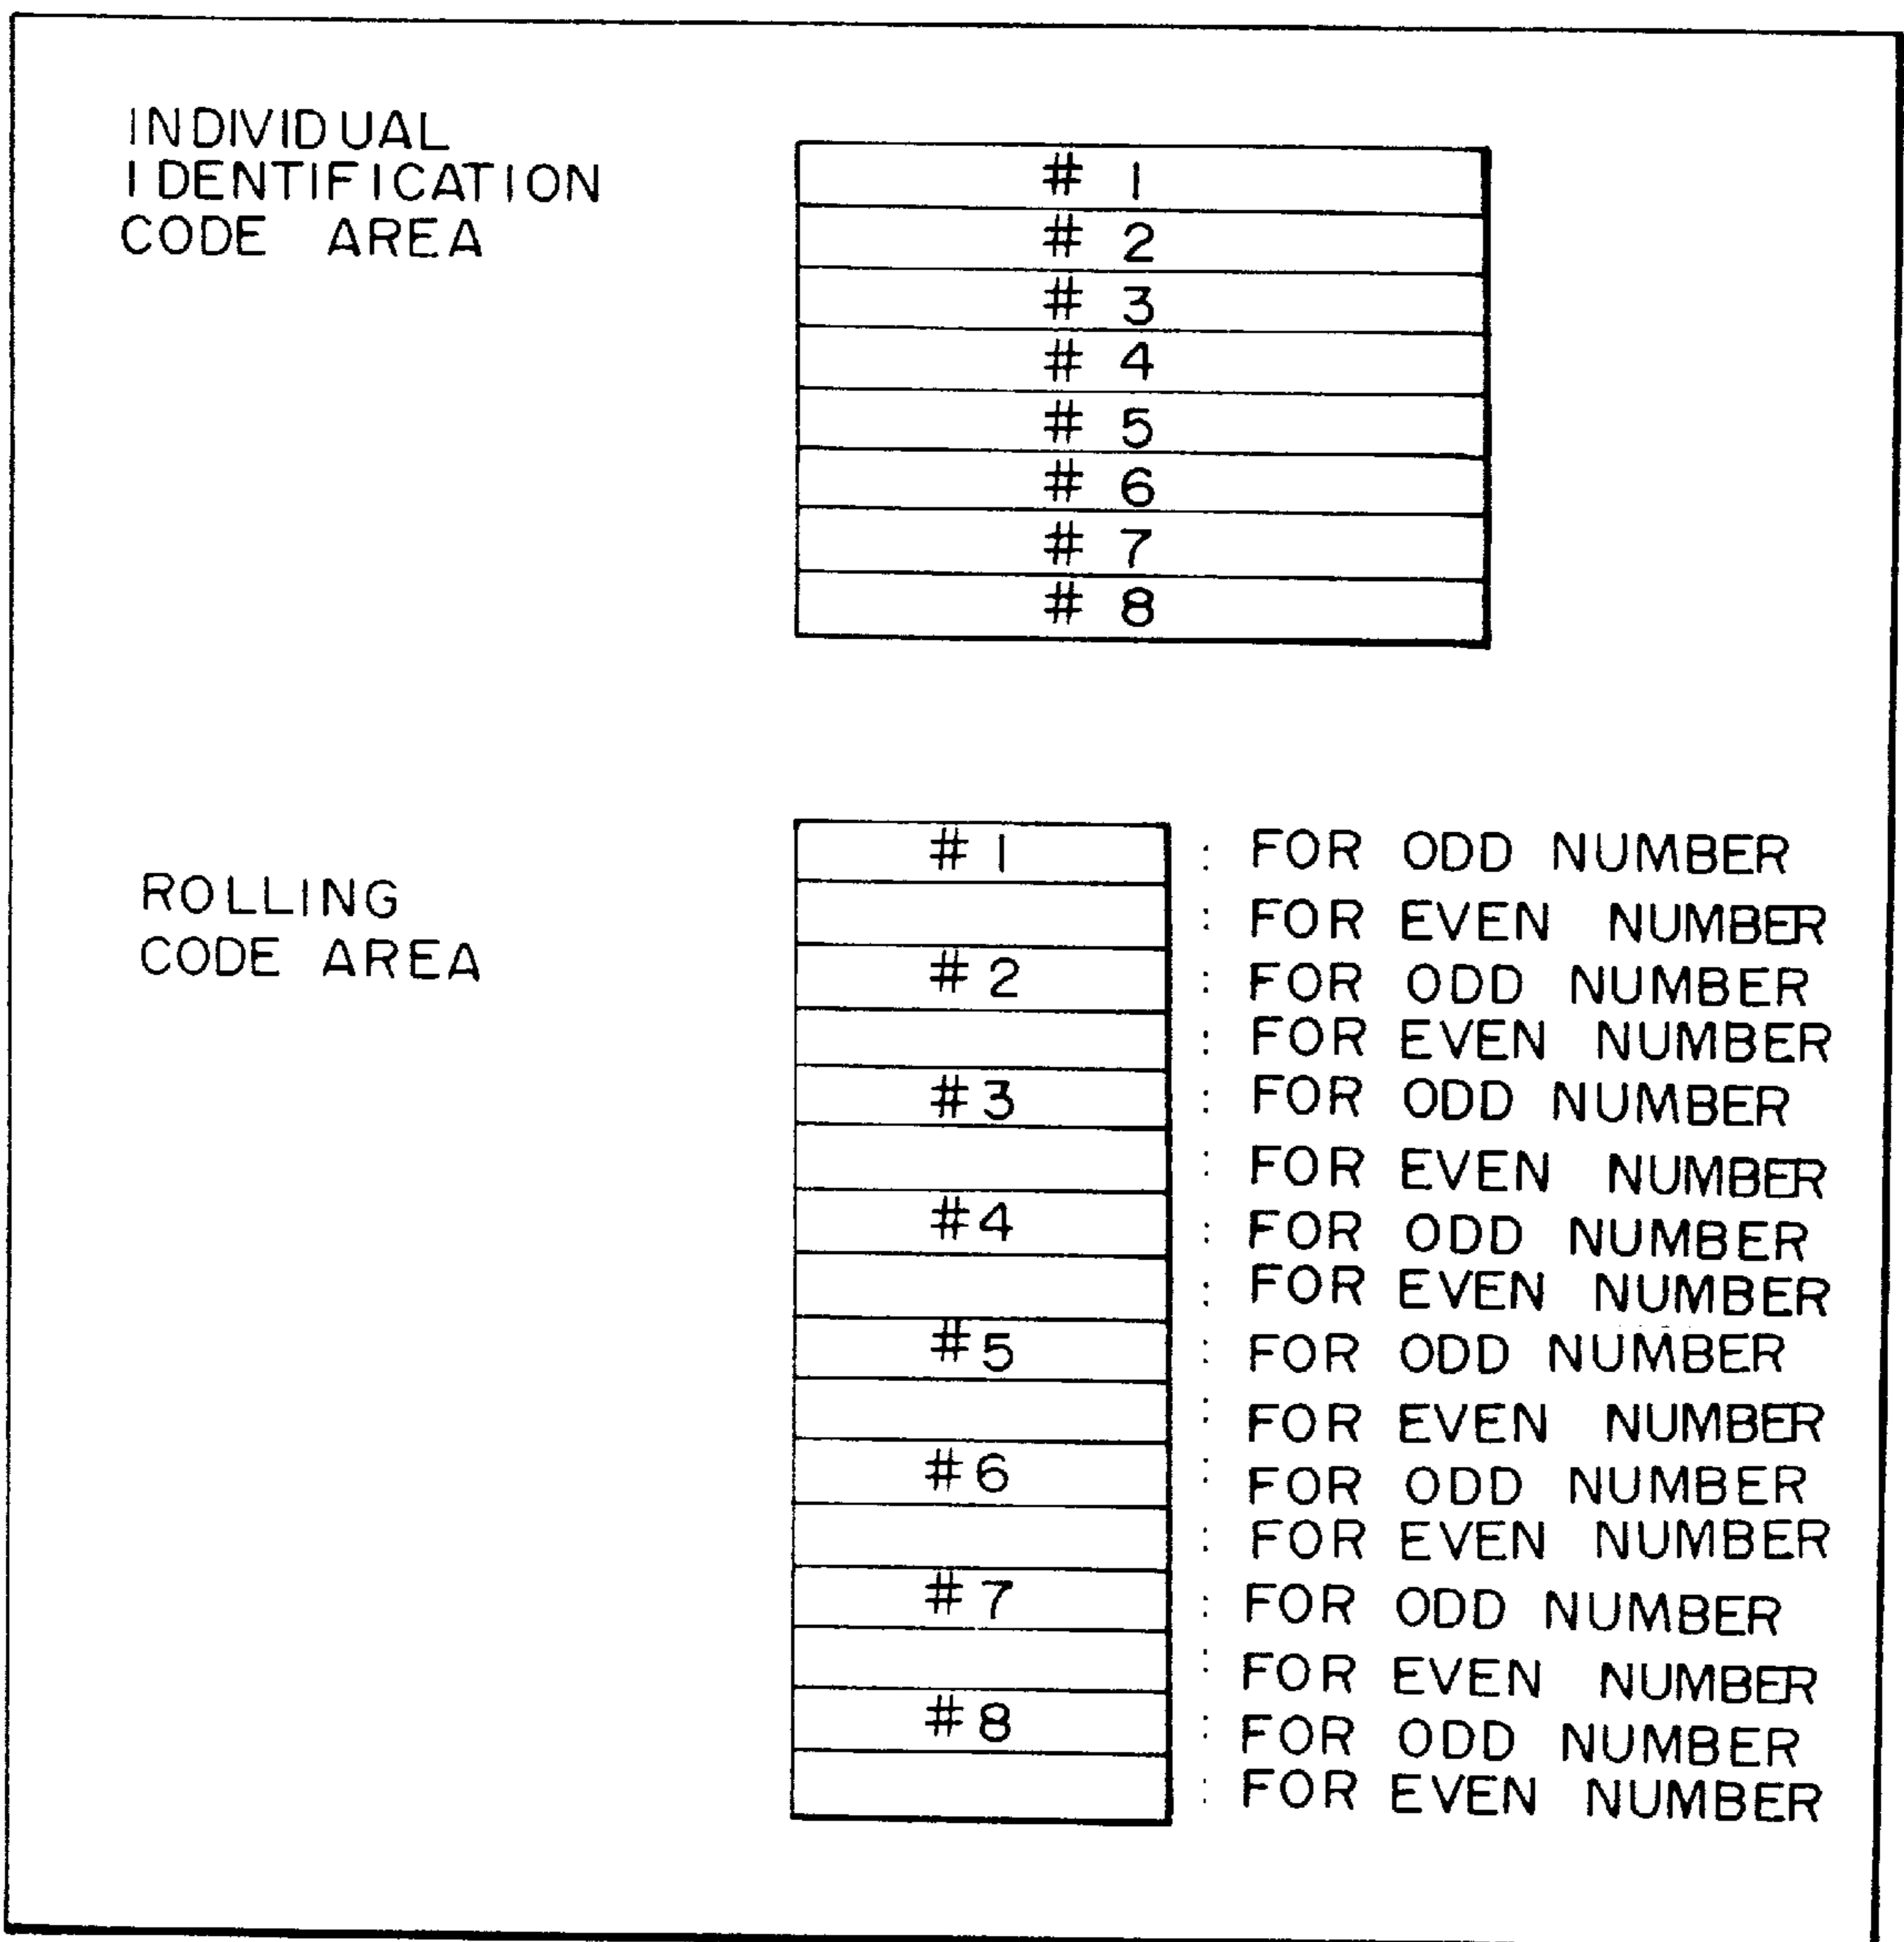 INDIVIDUAL
IDENTIFICATION
CODE AREA
# 1
# 2
# 3
# 4
# 5
# 6
# 7
# 8
ROLLING
CODE AREA
#1 : FOR ODD NUMBER
: FOR EVEN NUMBER
#2 : FOR ODD NUMBER
: FOR EVEN NUMBER
#3 : FOR ODD NUMBER
: FOR EVEN NUMBER
#4 : FOR ODD NUMBER
: FOR EVEN NUMBER
#5 : FOR ODD NUMBER
: FOR EVEN NUMBER
#6 : FOR ODD NUMBER
: FOR EVEN NUMBER
#7 : FOR ODD NUMBER
: FOR EVEN NUMBER
#8 : FOR ODD NUMBER
: FOR EVEN NUMBER